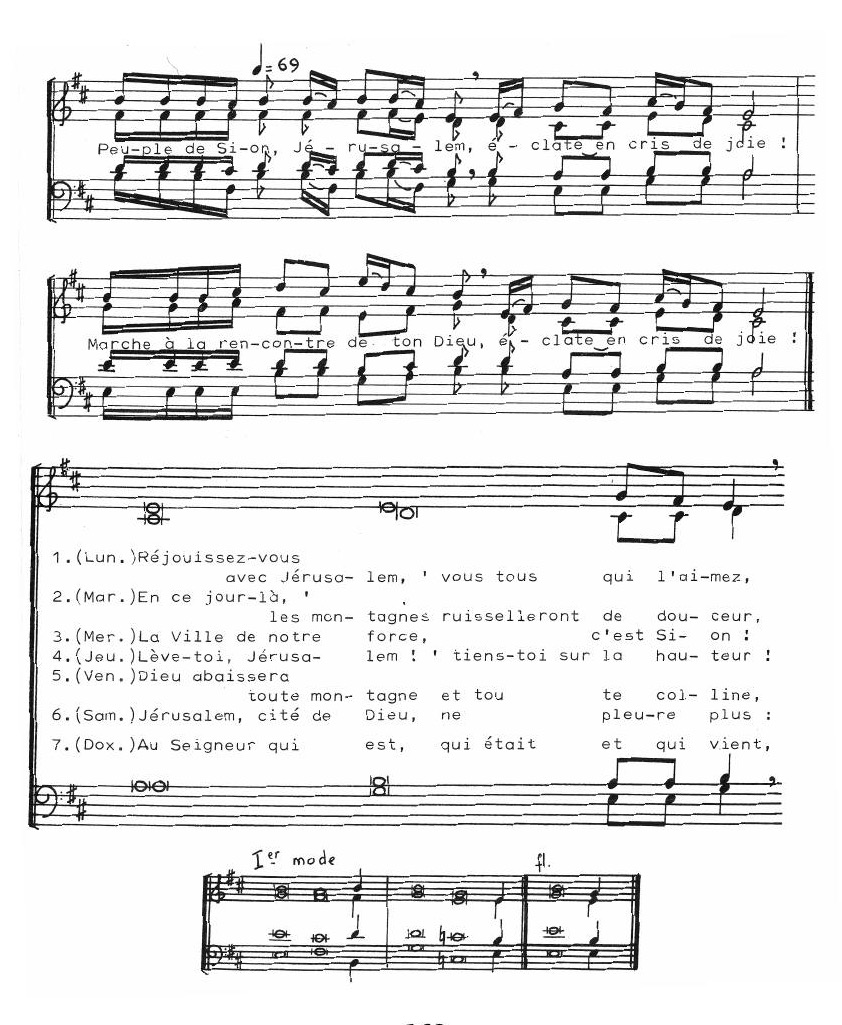 ♩= 69
Peu-ple de Si-on, Jé - ru-sa - lem, é - clate en cris de joie !
Marche à la ren-con-tre de ton Dieu, é - clate en cris de joie !
1.(Lun.)Réjouissez-vous
avec Jérusa- lem, ' vous tous qui l'ai-mez,
2.(Mar.)En ce jour-là, '
les mon- tagnes ruisselleront de dou- ceur,
3.(Mer.)La Ville de notre force, c'est Si- on !
4.(Jeu.)Lève-toi, Jérusa- lem ! ' tiens-toi sur la hau- teur !
5.(Ven.)Dieu abaissera
toute mon- tagne et tou te col- line,
6.(Sam.)Jérusalem, cité de Dieu, ne pleu-re plus :
7.(Dox.)Au Seigneur qui est, qui était et qui vient,
Ier mode fl.